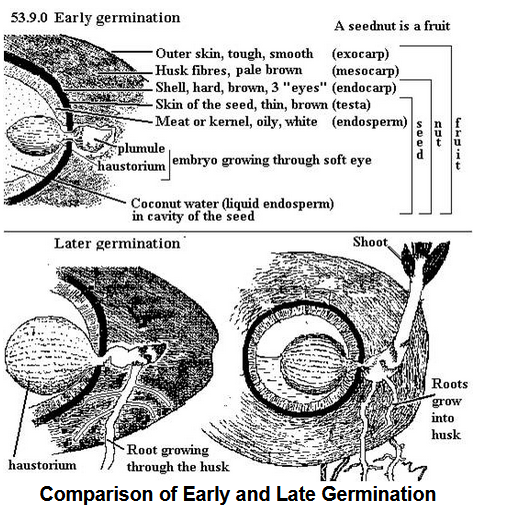 53.9.0 Early germination
A seednut is a fruit
Outer skin, tough, smooth (exocarp)
Husk fibres, pale brown (mesocarp)
Shell, hard, brown, 3 "eyes" (endocarp)
Skin of the seed, thin, brown (testa)
Meat or kernel, oily, white (endosperm)
seed
nut
fruit
plumule
haustorium
embryo growing through soft eye
Coconut water (liquid endosperm)
in cavity of the seed
Later germination
Shoot
Roots
grow
into
husk
Root growing
through the husk
haustorium
Comparison of Early and Late Germination